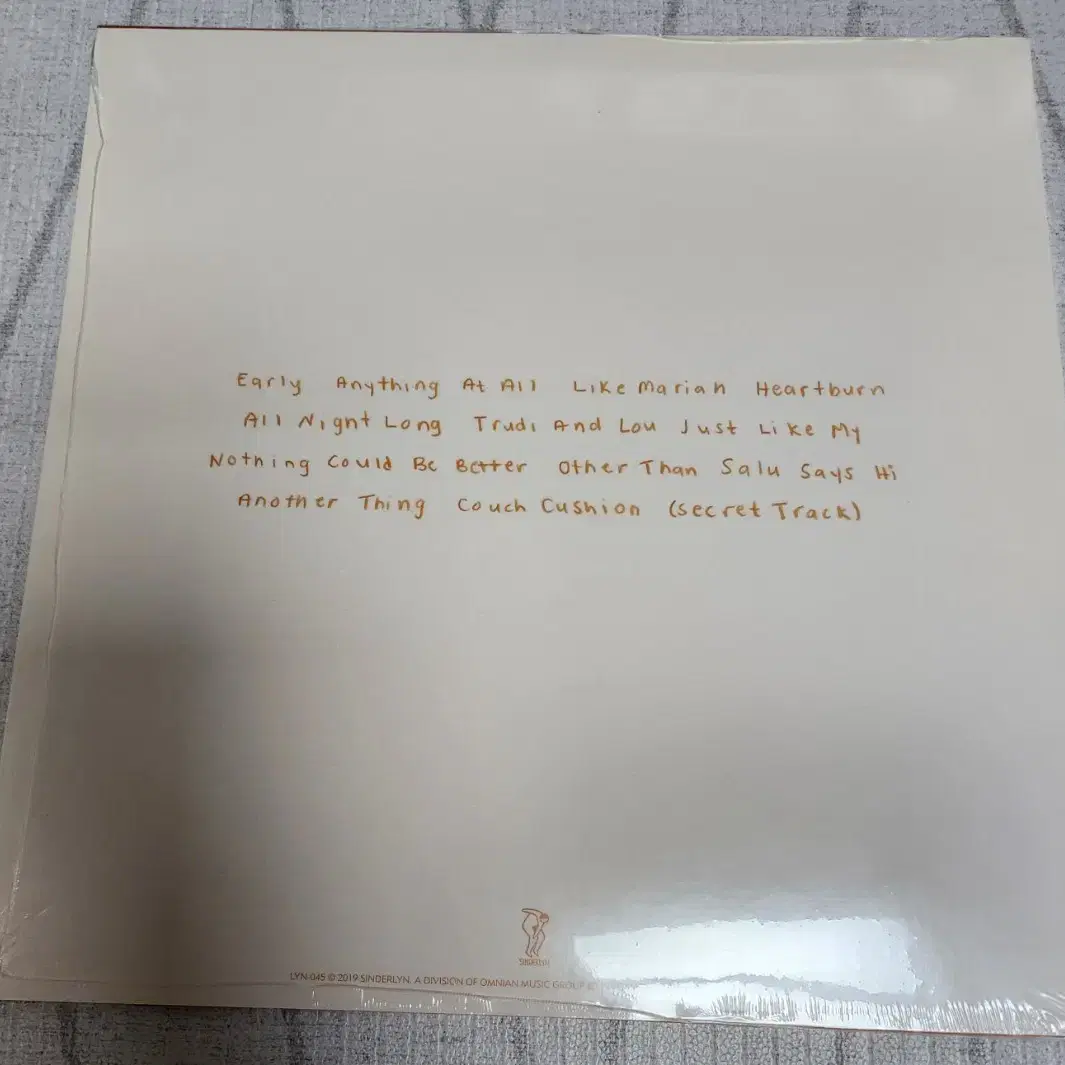 Early Anything At All Like Mariah Heartburn
All Night Long Trudi And Lou Just Like My
Nothing Could Be Better Other Than Salu Says Hi
Another Thing Couch Cushion (Secret Track)
SINDERLYN
LYN-045 © 2019 SINDERLYN. A DIVISION OF OMNIAN MUSIC GROUP